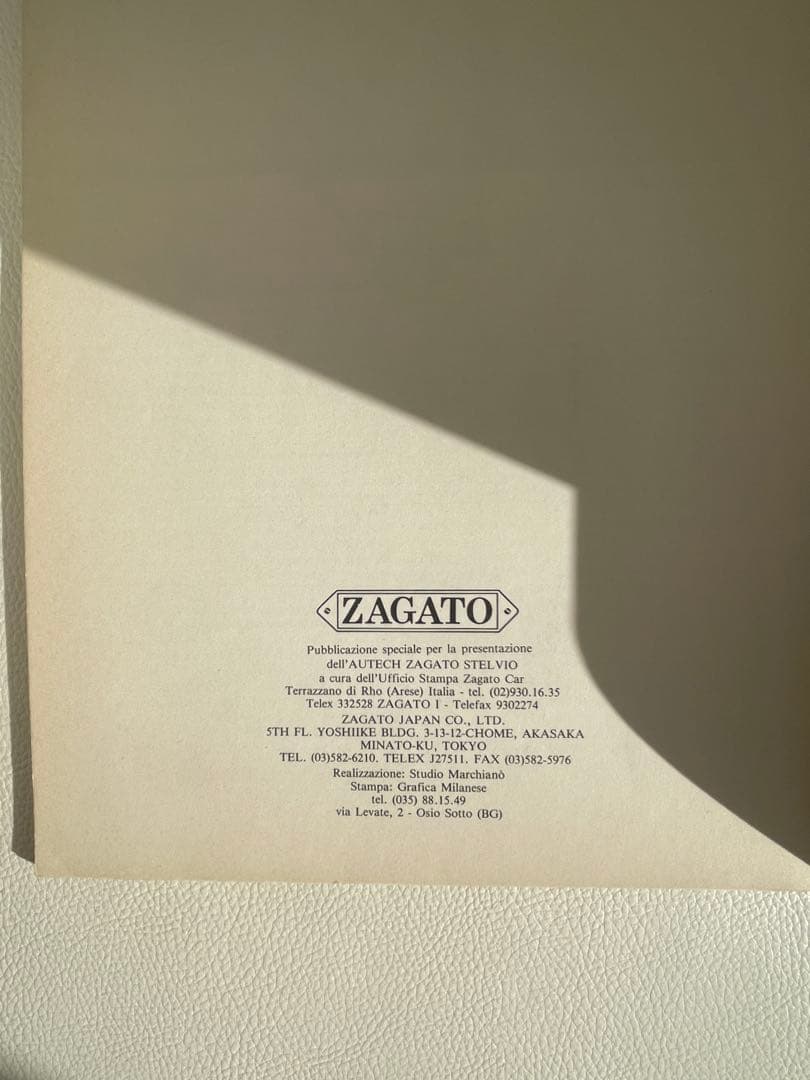 ZAGATO
Pubblicazione speciale per la presentazione
dell'AUTECH ZAGATO STELVIO
a cura dell'Ufficio Stampa Zagato Car
Terrazzano di Rho (Arese) Italia - tel. (02)930.16.35
Telex 332528 ZAGATO I - Telefax 9302274
ZAGATO JAPAN CO., LTD.
5TH FL. YOSHIIKE BLDG. 3-13-12-CHOME, AKASAKA
MINATO-KU, TOKYO
TEL. (03)582-6210. TELEX J27511. FAX (03)582-5976
Realizzazione: Studio Marchianò
Stampa: Grafica Milanese
tel. (035) 88.15.49
via Levate, 2 - Osio Sotto (BG)